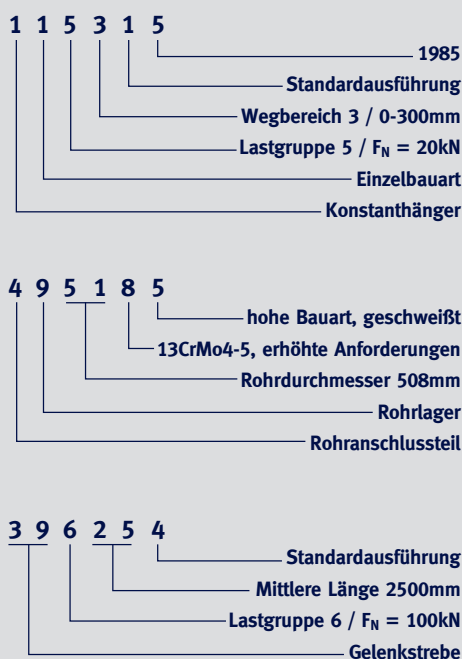 1 1 5 3 1 5
1985
Standardausführung
Wegbereich 3 / 0-300mm
Lastgruppe 5 / FN = 20kN
Einzelbauart
Konstanthänger
4 9 5 1 8 5
hohe Bauart, geschweißt
13CrMo4-5, erhöhte Anforderungen
Rohrdurchmesser 508mm
Rohrlager
Rohranschlussteil
3 9 6 2 5 4
Standardausführung
Mittlere Länge 2500mm
Lastgruppe 6 / FN = 100kN
Gelenkstrebe